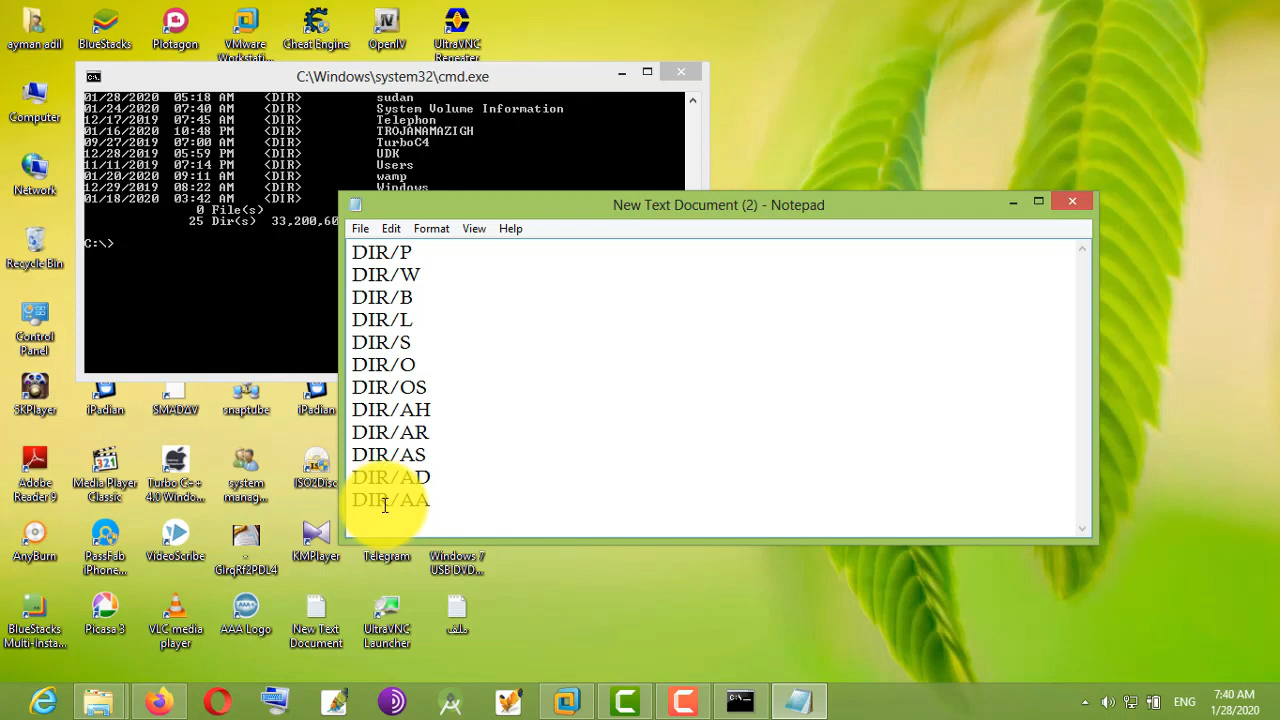 ayman adil
BlueStacks
Plotagon
VMware Workstati...
Cheat Engine
OpenIV
UltraVNC Repeater
C:\Windows\system32\cmd.exe
01/28/2020 05:18 AM <DIR> sudan
01/24/2020 07:40 AM <DIR> System Volume Information
12/17/2019 07:45 AM <DIR> Telephon
01/16/2020 10:48 PM <DIR> TROJANAMAZIGH
09/27/2019 07:00 AM <DIR> TurboC4
12/28/2019 05:59 PM <DIR> UDK
11/11/2019 07:14 PM <DIR> Users
01/20/2020 09:11 AM <DIR> wamp
12/29/2019 08:22 AM <DIR> Windows
01/18/2020 03:42 AM <DIR>
0 File(s)
25 Dir(s) 33,200,60
C:\>
New Text Document (2) - Notepad
File Edit Format View Help
DIR/P
DIR/W
DIR/B
DIR/L
DIR/S
DIR/O
DIR/OS
DIR/AH
DIR/AR
DIR/AS
DIR/AD
DIR/AA
Computer
Network
Recycle Bin
Control Panel
5KPlayer
iPadian
SMADAV
snaptube
iPadian
Adobe Reader 9
Media Player Classic
Turbo C++ 4.0 Windo...
system manag...
ISO2Disc
AnyBurn
PassFab iPhone...
VideoScribe
-GIrqRf2PDL4
KMPlayer
Telegram
Windows 7 USB DVD...
BlueStacks Multi-Insta...
Picasa 3
VLC media player
AAA Logo
New Text Document
UltraVNC Launcher
ملف
ENG
7:40 AM
1/28/2020